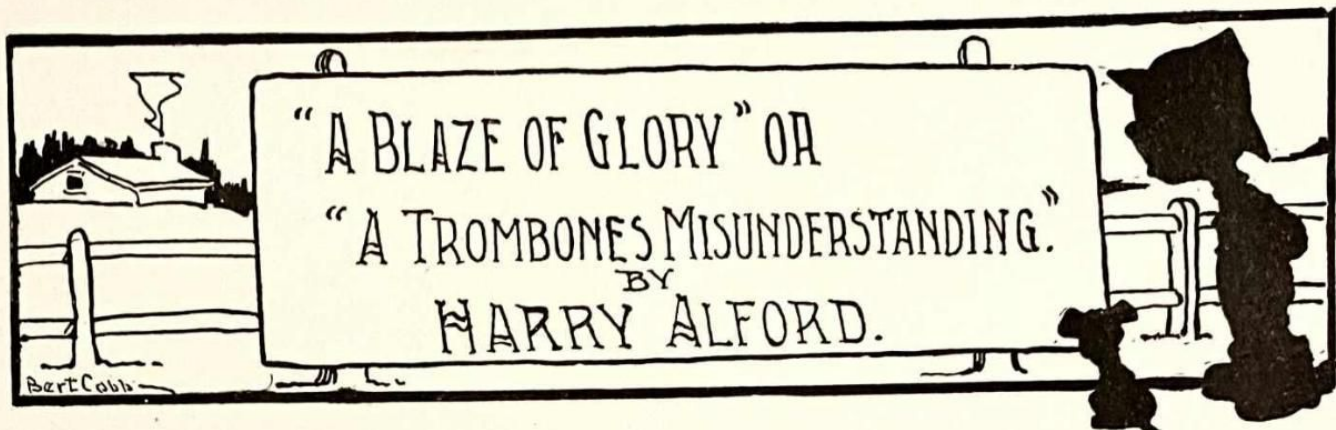 “A BLAZE OF GLORY” OR
“A TROMBONES MISUNDERSTANDING.”
BY
HARRY ALFORD.
Bert Cobb